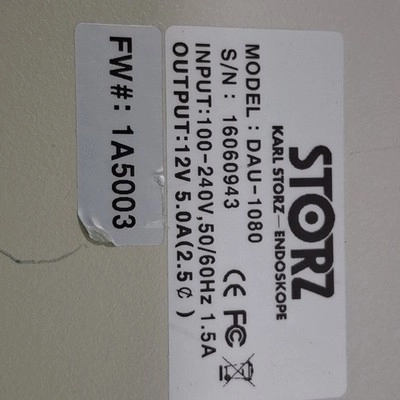 STORZ
KARL STORZ—ENDOSKOPE
MODEL : DAU-1080
S/N : 16060943
INPUT:100-240V,50/60Hz 1.5A
OUTPUT:12V 5.0A(2.5¢ )
CE FC
FW#: 1A5003